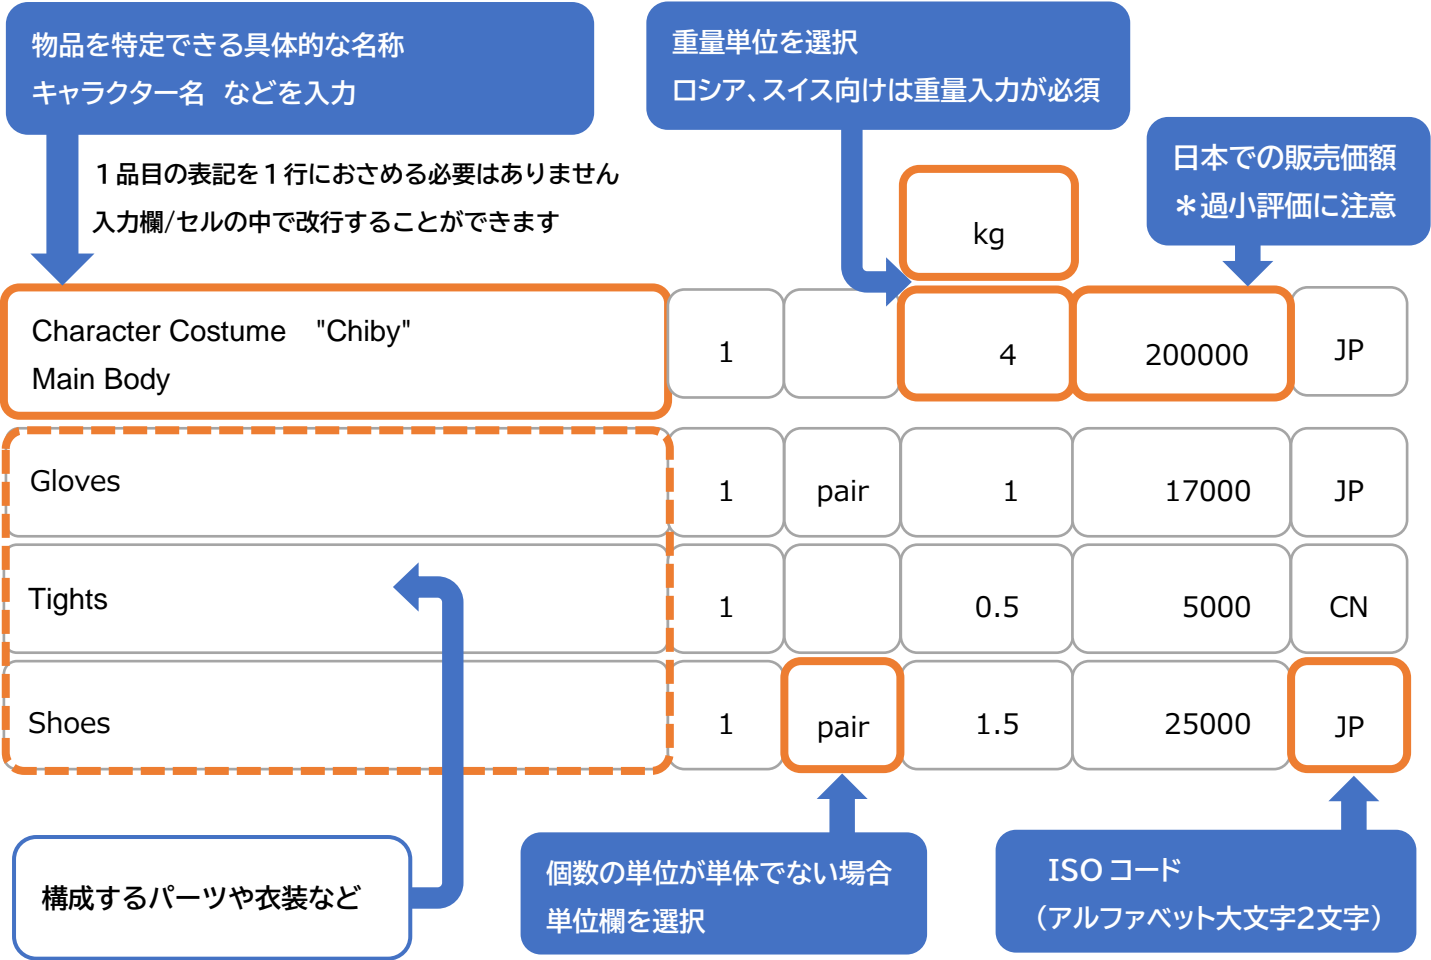 物品を特定できる具体的な名称
キャラクター名　などを入力
重量単位を選択
ロシア、スイス向けは重量入力が必須
日本での販売価額
＊過小評価に注意
１品目の表記を１行におさめる必要はありません
入力欄/セルの中で改行することができます
kg
Character Costume　"Chiby"
Main Body
1 4 200000 JP
Gloves 1 pair 1 17000 JP
Tights 1 0.5 5000 CN
Shoes 1 pair 1.5 25000 JP
構成するパーツや衣装など
個数の単位が単体でない場合
単位欄を選択
ISOコード
（アルファベット大文字2文字）